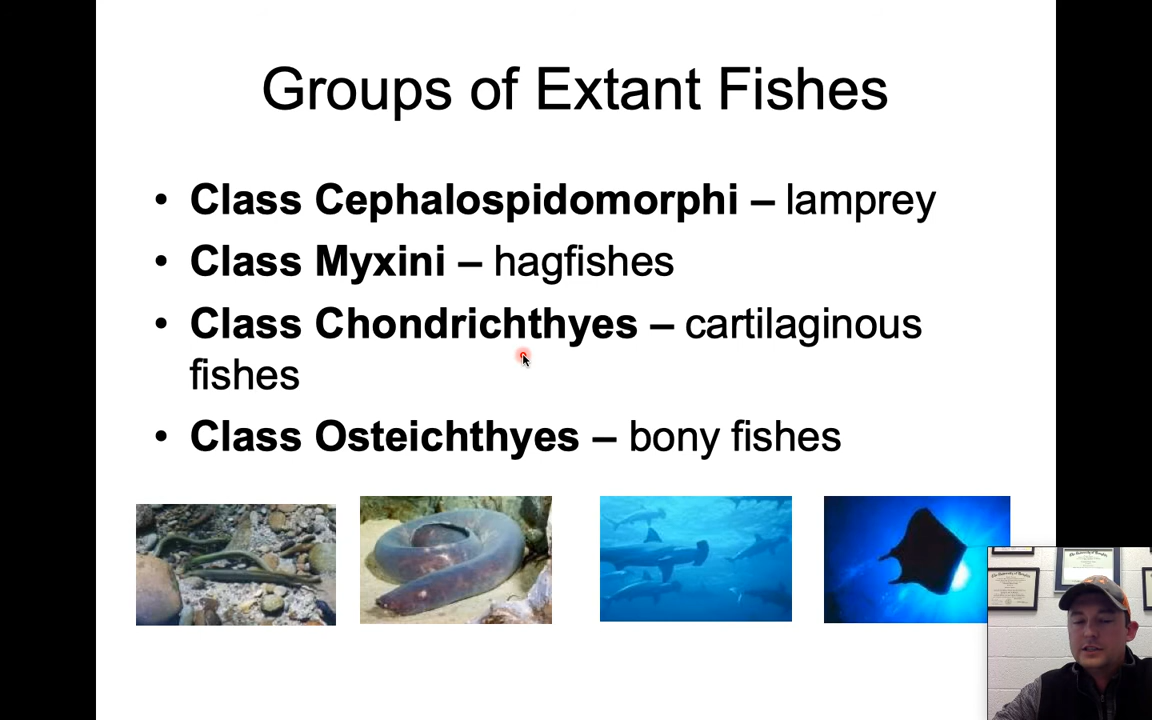 Groups of Extant Fishes
• Class Cephalospidomorphi – lamprey
• Class Myxini – hagfishes
• Class Chondrichthyes – cartilaginous
fishes
• Class Osteichthyes – bony fishes